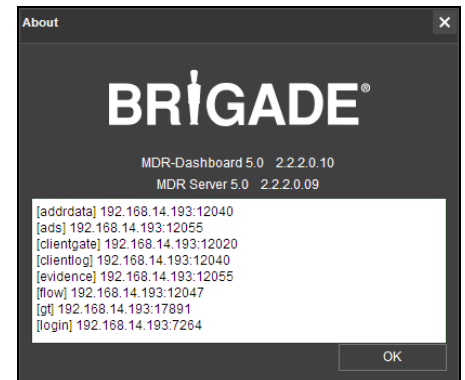 About
BRIGADE®
MDR-Dashboard 5.0 2.2.2.0.10
MDR Server 5.0 2.2.2.0.09
[addrdata] 192.168.14.193:12040
[ads] 192.168.14.193:12055
[clientgate] 192.168.14.193:12020
[clientlog] 192.168.14.193:12040
[evidence] 192.168.14.193:12055
[flow] 192.168.14.193:12047
[gt] 192.168.14.193:17891
[login] 192.168.14.193:7264
OK